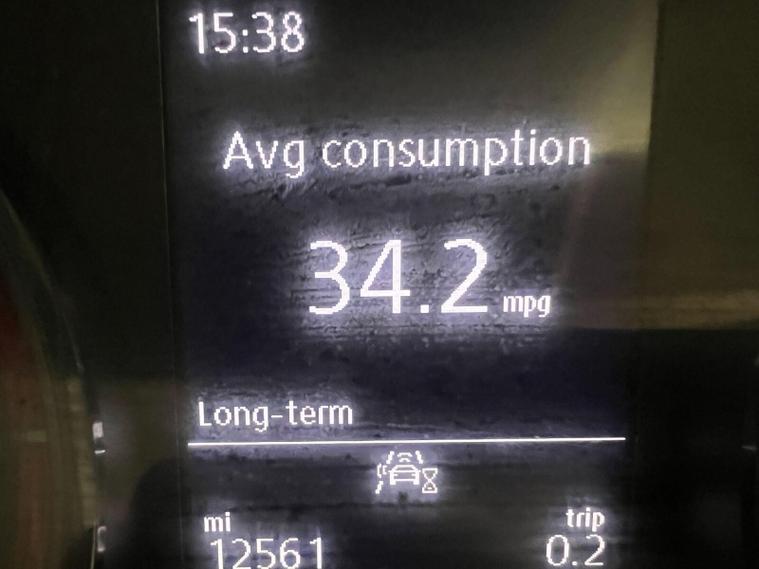 15:38
Avg consumption
34.2 mpg
Long-term
mi trip
12561 0.2